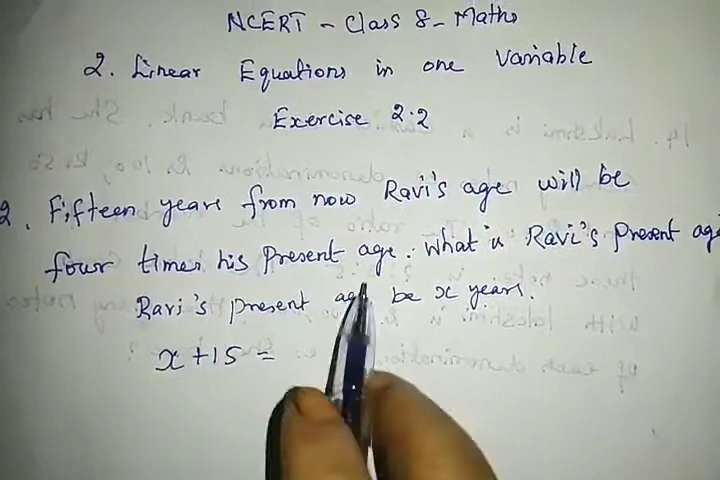 NCERT - Class 8 - Maths
2. Linear Equations in one Variable
Exercise 2.2
2. Fifteen years from now Ravi's age will be
four times his Present age. What is Ravi's Present ag
Ravi's Present age be x years.
x + 15 =